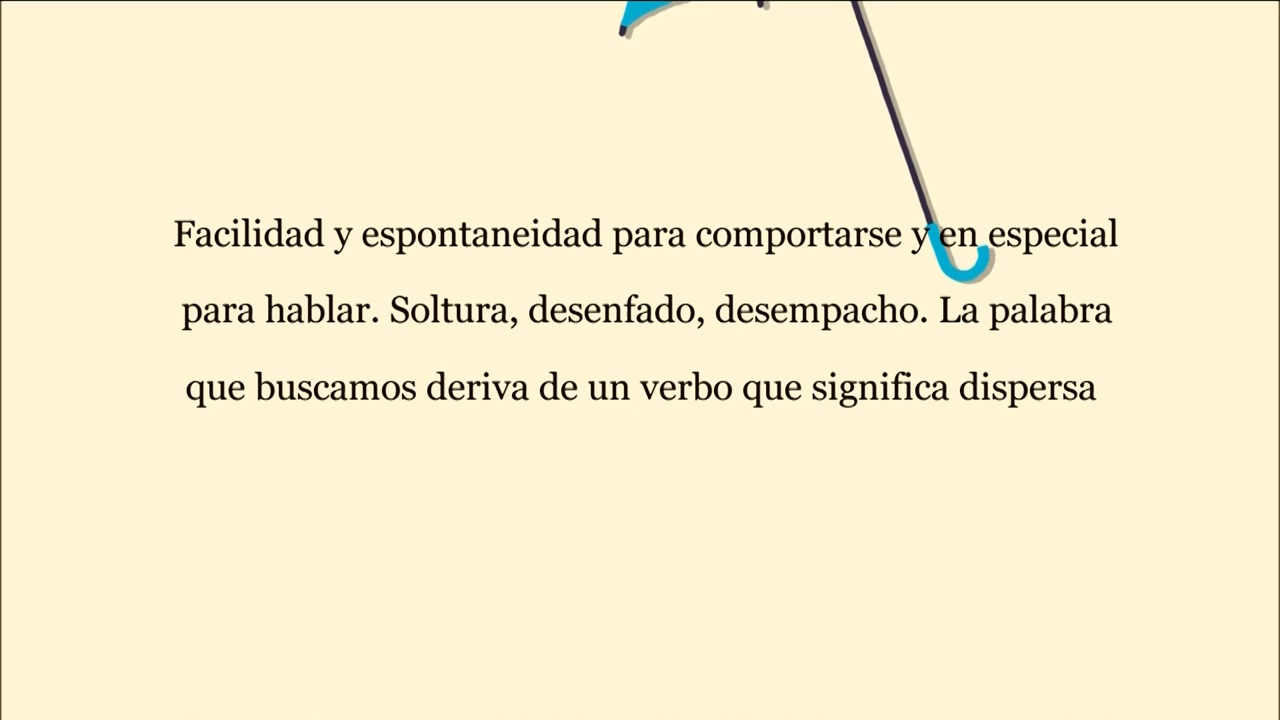 Facilidad y espontaneidad para comportarse y en especial
para hablar. Soltura, desenfado, desempacho. La palabra
que buscamos deriva de un verbo que significa dispersa